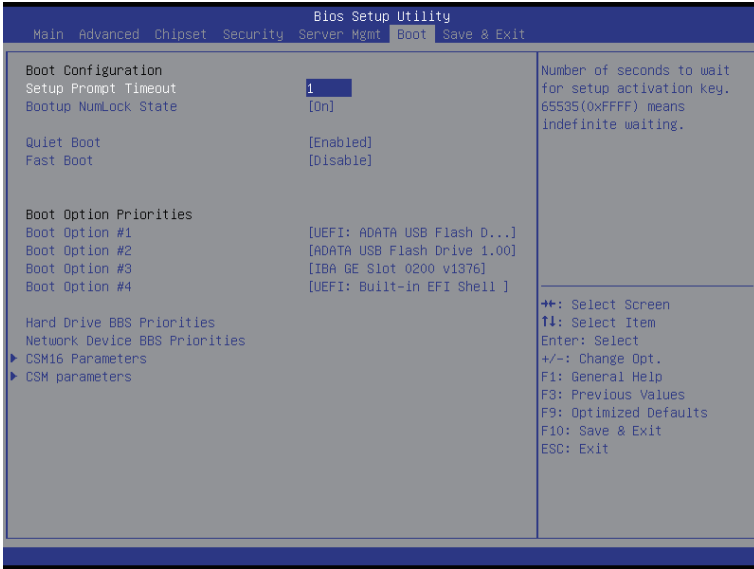 Bios Setup Utility
Main Advanced Chipset Security Server Mgmt Boot Save & Exit
Boot Configuration
Setup Prompt Timeout 1
Bootup NumLock State [On]
Quiet Boot [Enabled]
Fast Boot [Disable]
Boot Option Priorities
Boot Option #1 [UEFI: ADATA USB Flash D...]
Boot Option #2 [ADATA USB Flash Drive 1.00]
Boot Option #3 [IBA GE Slot 0200 v1376]
Boot Option #4 [UEFI: Built-in EFI Shell ]
Hard Drive BBS Priorities
Network Device BBS Priorities
▶ CSM16 Parameters
▶ CSM parameters
Number of seconds to wait
for setup activation key.
65535(0xFFFF) means
indefinite waiting.
→←: Select Screen
↑↓: Select Item
Enter: Select
+/-: Change Opt.
F1: General Help
F3: Previous Values
F9: Optimized Defaults
F10: Save & Exit
ESC: Exit